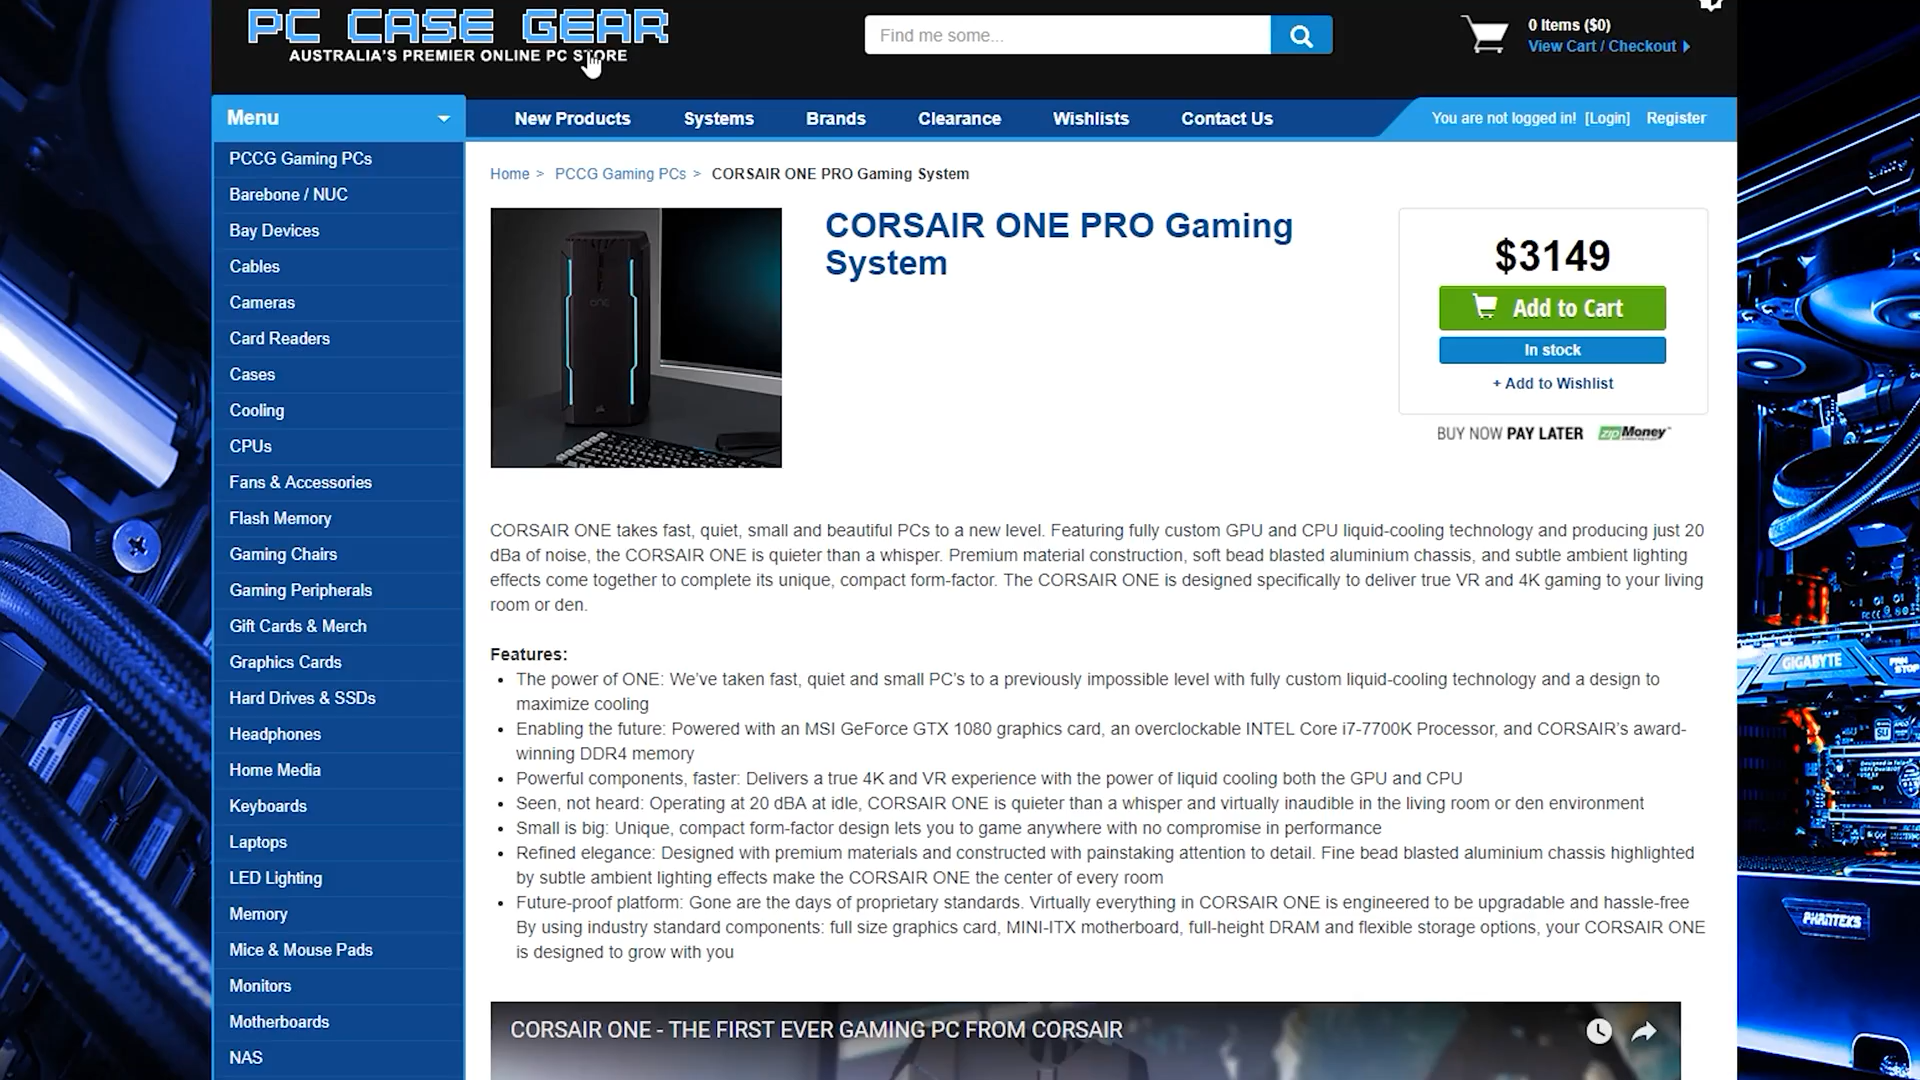 PC CASE GEAR
AUSTRALIA'S PREMIER ONLINE PC STORE
Find me some...
0 Items ($0)
View Cart / Checkout
Menu
New Products
Systems
Brands
Clearance
Wishlists
Contact Us
You are not logged in! [Login] Register
PCCG Gaming PCs
Barebone / NUC
Bay Devices
Cables
Cameras
Card Readers
Cases
Cooling
CPUs
Fans & Accessories
Flash Memory
Gaming Chairs
Gaming Peripherals
Gift Cards & Merch
Graphics Cards
Hard Drives & SSDs
Headphones
Home Media
Keyboards
Laptops
LED Lighting
Memory
Mice & Mouse Pads
Monitors
Motherboards
NAS
Home > PCCG Gaming PCs > CORSAIR ONE PRO Gaming System
ONE
CORSAIR ONE PRO Gaming
System
$3149
Add to Cart
In stock
+ Add to Wishlist
BUY NOW PAY LATER zipMoney
CORSAIR ONE takes fast, quiet, small and beautiful PCs to a new level. Featuring fully custom GPU and CPU liquid-cooling technology and producing just 20
dBa of noise, the CORSAIR ONE is quieter than a whisper. Premium material construction, soft bead blasted aluminium chassis, and subtle ambient lighting
effects come together to complete its unique, compact form-factor. The CORSAIR ONE is designed specifically to deliver true VR and 4K gaming to your living
room or den.
Features:
• The power of ONE: We've taken fast, quiet and small PC's to a previously impossible level with fully custom liquid-cooling technology and a design to
maximize cooling
• Enabling the future: Powered with an MSI GeForce GTX 1080 graphics card, an overclockable INTEL Core i7-7700K Processor, and CORSAIR's award-
winning DDR4 memory
• Powerful components, faster: Delivers a true 4K and VR experience with the power of liquid cooling both the GPU and CPU
• Seen, not heard: Operating at 20 dBA at idle, CORSAIR ONE is quieter than a whisper and virtually inaudible in the living room or den environment
• Small is big: Unique, compact form-factor design lets you to game anywhere with no compromise in performance
• Refined elegance: Designed with premium materials and constructed with painstaking attention to detail. Fine bead blasted aluminium chassis highlighted
by subtle ambient lighting effects make the CORSAIR ONE the center of every room
• Future-proof platform: Gone are the days of proprietary standards. Virtually everything in CORSAIR ONE is engineered to be upgradable and hassle-free
By using industry standard components: full size graphics card, MINI-ITX motherboard, full-height DRAM and flexible storage options, your CORSAIR ONE
is designed to grow with you
CORSAIR ONE - THE FIRST EVER GAMING PC FROM CORSAIR
GIGABYTE
FAN
STOP
PHANTEKS